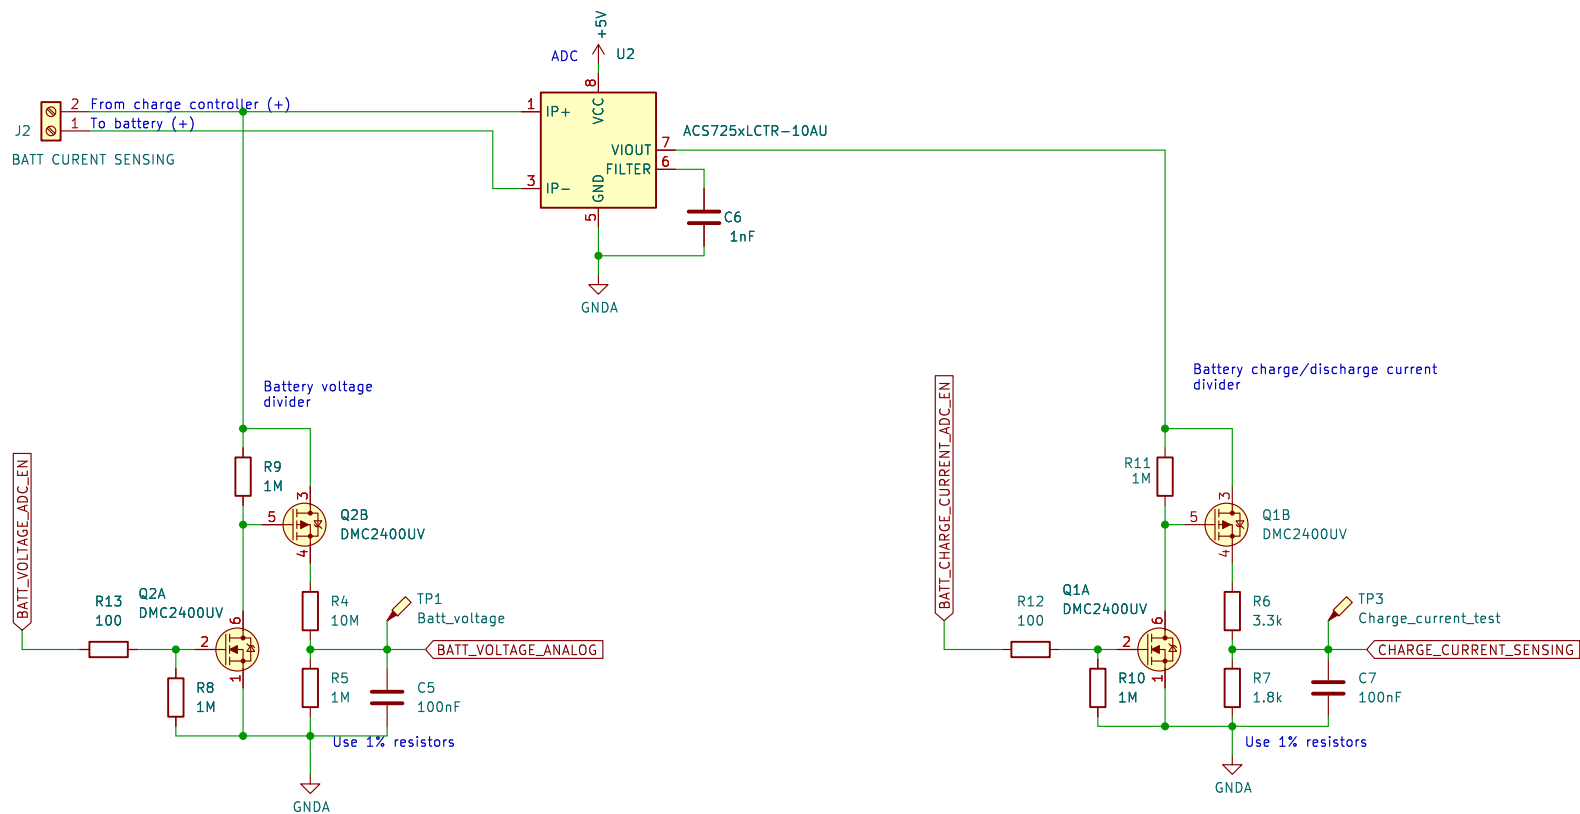 +5V
ADC
U2
8
2
From charge controller (+)
1
IP+
VCC
J2
1
To battery (+)
ACS725xLCTR-10AU
VIOUT
7
BATT CURENT SENSING
FILTER
6
3
IP-
GND
5
C6
1nF
GNDA
Battery voltage
divider
BATT_VOLTAGE_ADC_EN
R9
1M
3
5
Q2B
DMC2400UV
4
Q2A
DMC2400UV
R13
100
6
2
1
R8
1M
R4
10M
TP1
Batt_voltage
BATT_VOLTAGE_ANALOG
R5
1M
C5
100nF
Use 1% resistors
GNDA
Battery charge/discharge current
divider
BATT_CHARGE_CURRENT_ADC_EN
R11
1M
3
5
Q1B
DMC2400UV
4
Q1A
DMC2400UV
R12
100
6
2
1
R10
1M
R6
3.3k
TP3
Charge_current_test
CHARGE_CURRENT_SENSING
R7
1.8k
C7
100nF
Use 1% resistors
GNDA